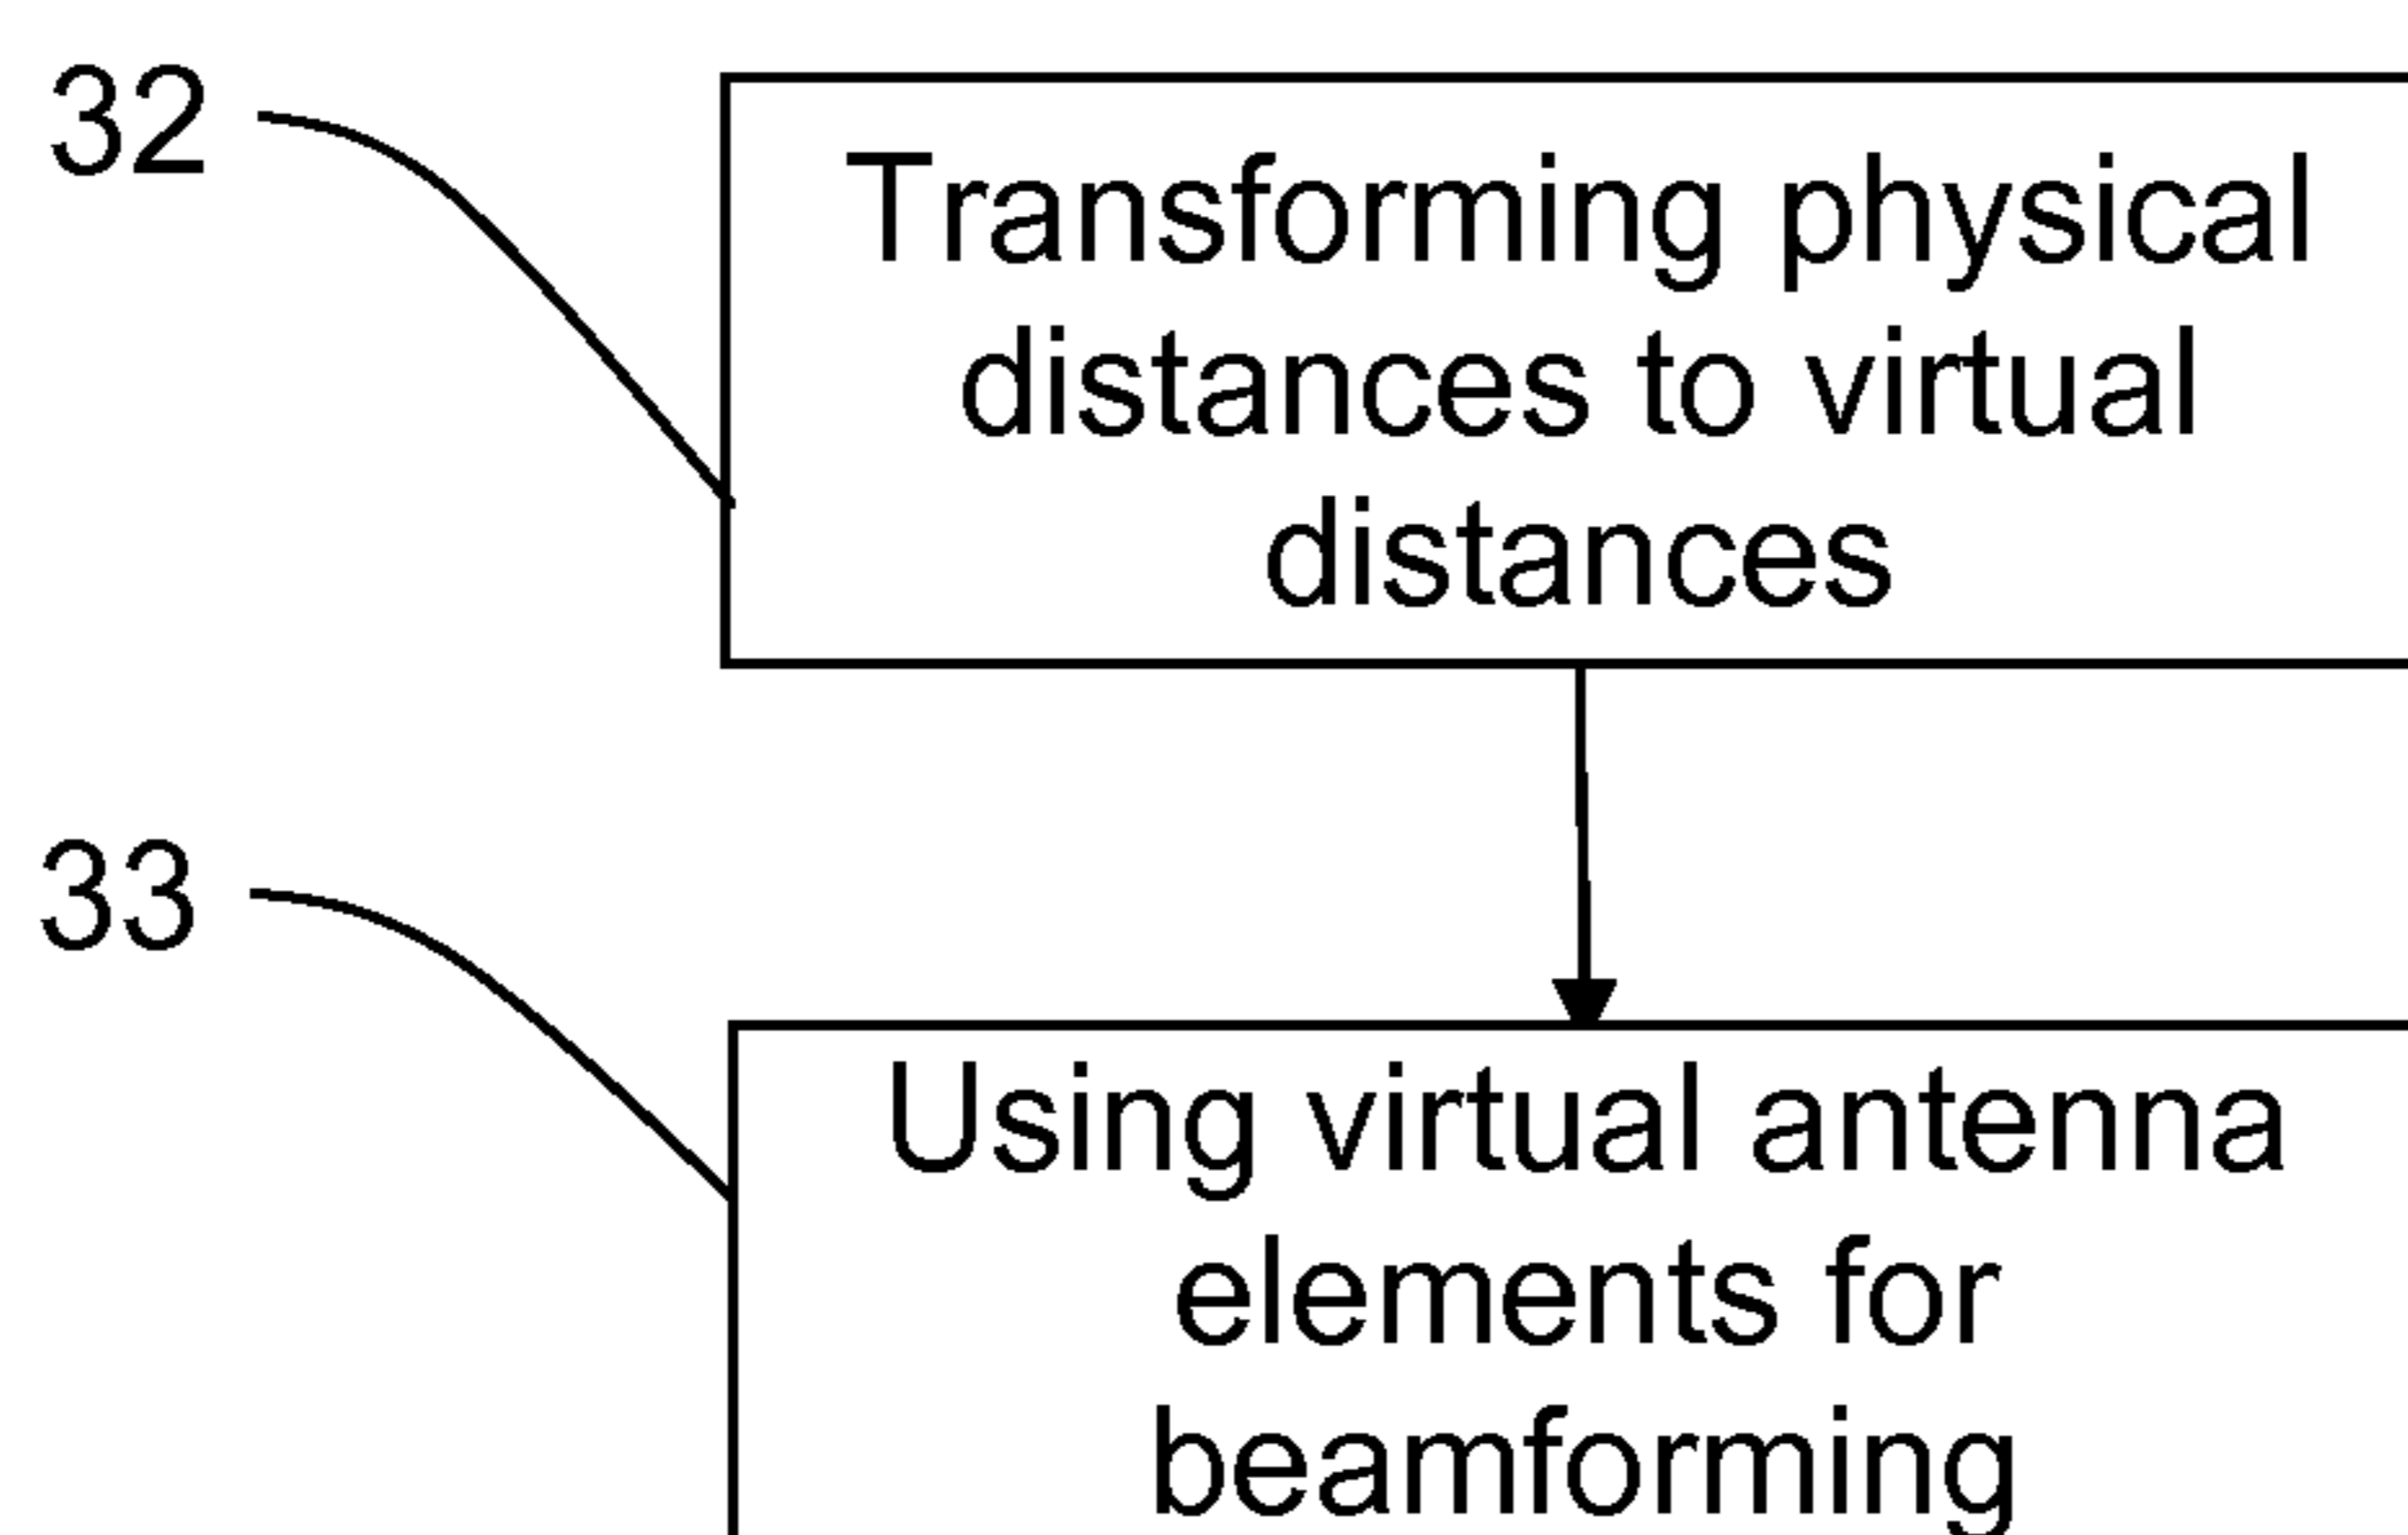 32
Transforming physical
distances to virtual
distances
33
Using virtual antenna
elements for
beamforming